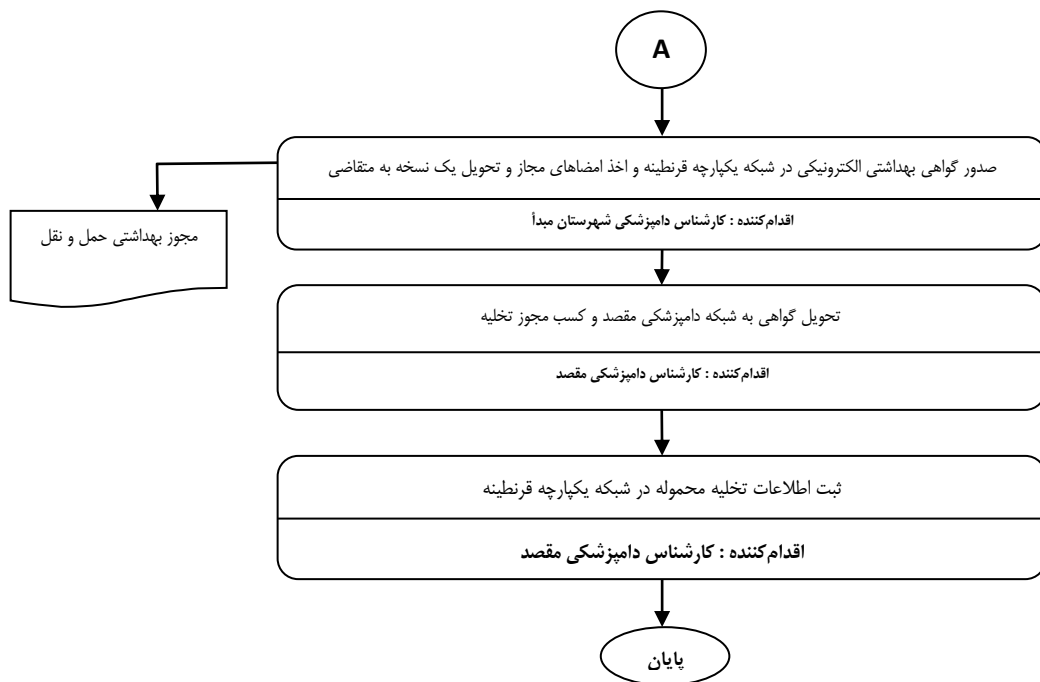 A
صدور گواهی بهداشتی الکترونیکی در شبکه یکپارچه قرنطینه و اخذ امضاهای مجاز و تحویل یک نسخه به متقاضی
اقدام‌کننده : کارشناس دامپزشکی شهرستان مبدأ
مجوز بهداشتی حمل و نقل
تحویل گواهی به شبکه دامپزشکی مقصد و کسب مجوز تخلیه
اقدام‌کننده : کارشناس دامپزشکی مقصد
ثبت اطلاعات تخلیه محموله در شبکه یکپارچه قرنطینه
اقدام‌کننده : کارشناس دامپزشکی مقصد
پایان